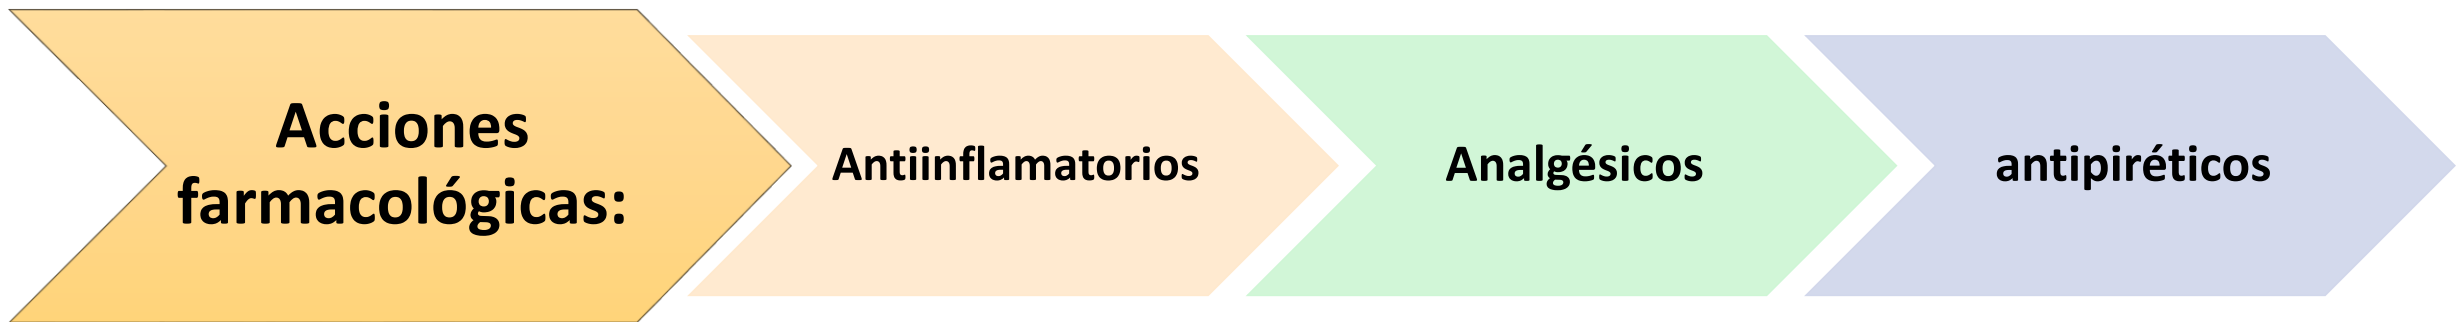 Acciones
farmacológicas:
Antiinflamatorios
Analgésicos
antipiréticos